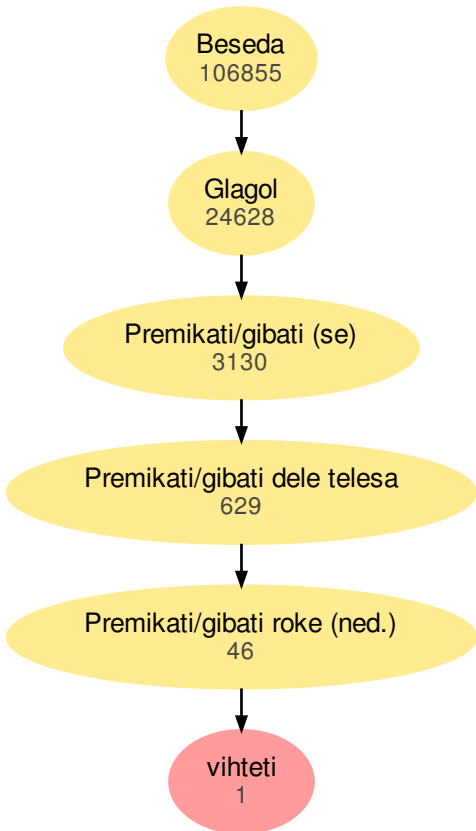 Beseda
106855
Glagol
24628
Premikati/gibati (se)
3130
Premikati/gibati dele telesa
629
Premikati/gibati roke (ned.)
46
vihteti
1